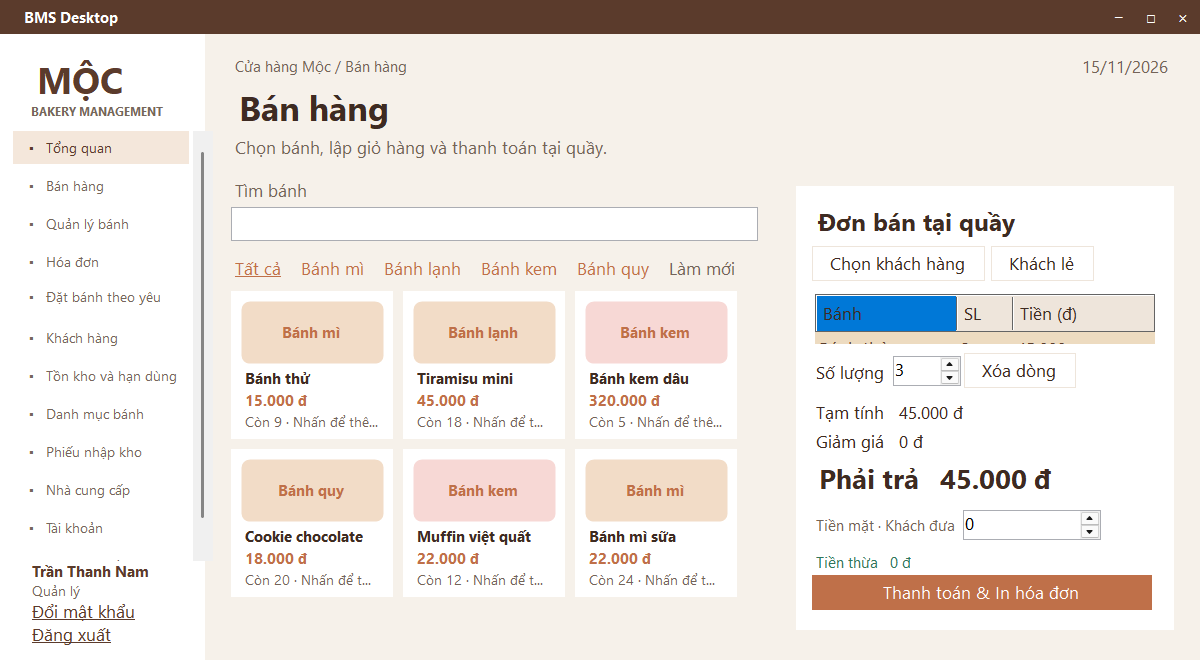 BMS Desktop
MỘC
BAKERY MANAGEMENT
Tổng quan
Bán hàng
Quản lý bánh
Hóa đơn
Đặt bánh theo yêu
Khách hàng
Tồn kho và hạn dùng
Danh mục bánh
Phiếu nhập kho
Nhà cung cấp
Tài khoản
Trần Thanh Nam
Quản lý
Đổi mật khẩu
Đăng xuất
Cửa hàng Mộc / Bán hàng
15/11/2026
Bán hàng
Chọn bánh, lập giỏ hàng và thanh toán tại quầy.
Tìm bánh
Tất cả Bánh mì Bánh lạnh Bánh kem Bánh quy Làm mới
Bánh mì
Bánh thử
15.000 đ
Còn 9 · Nhấn để thê...
Bánh lạnh
Tiramisu mini
45.000 đ
Còn 18 · Nhấn để t...
Bánh kem
Bánh kem dâu
320.000 đ
Còn 5 · Nhấn để thê...
Bánh quy
Cookie chocolate
18.000 đ
Còn 20 · Nhấn để t...
Bánh kem
Muffin việt quất
22.000 đ
Còn 12 · Nhấn để t...
Bánh mì
Bánh mì sữa
22.000 đ
Còn 24 · Nhấn để t...
Đơn bán tại quầy
Chọn khách hàng Khách lẻ
Bánh SL Tiền (đ)
Số lượng 3 Xóa dòng
Tạm tính 45.000 đ
Giảm giá 0 đ
Phải trả 45.000 đ
Tiền mặt · Khách đưa 0
Tiền thừa 0 đ
Thanh toán & In hóa đơn